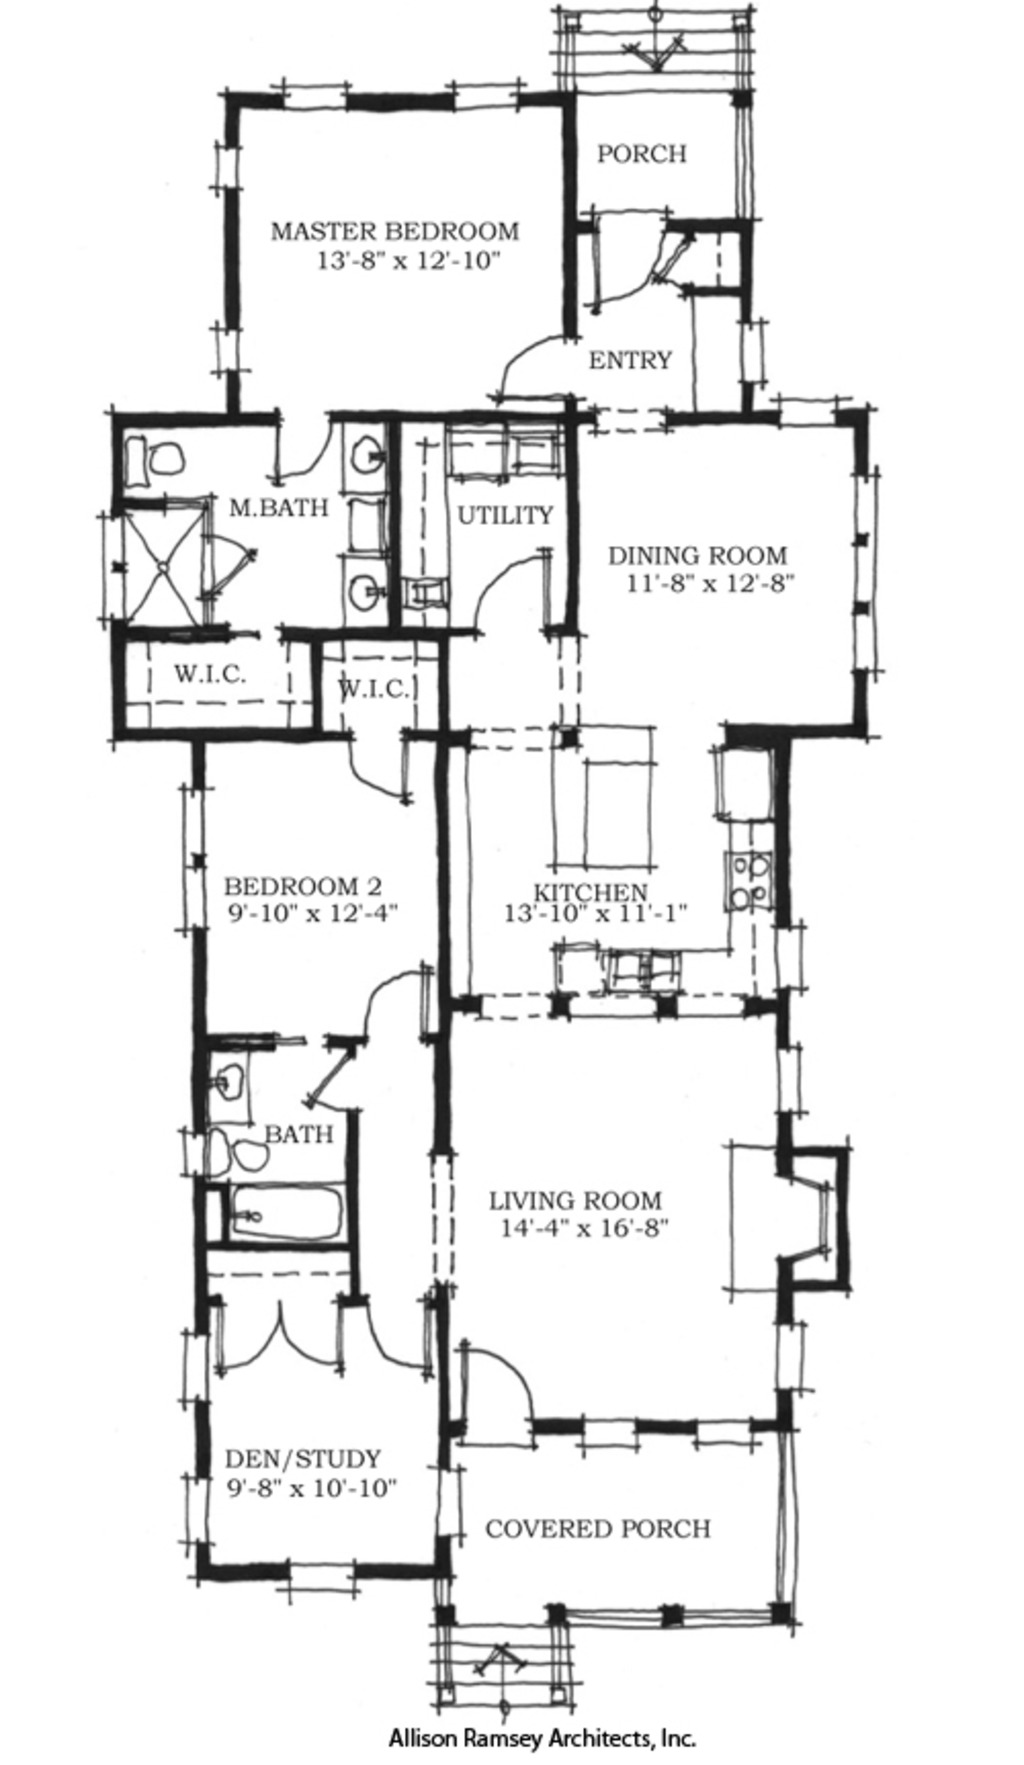 PORCH
MASTER BEDROOM
13'-8" x 12'-10"
ENTRY
M.BATH
UTILITY
DINING ROOM
11'-8" x 12'-8"
W.I.C.
W.I.C.
BEDROOM 2
9'-10" x 12'-4"
KITCHEN
13'-10" x 11'-1"
BATH
LIVING ROOM
14'-4" x 16'-8"
DEN/STUDY
9'-8" x 10'-10"
COVERED PORCH
Allison Ramsey Architects, Inc.